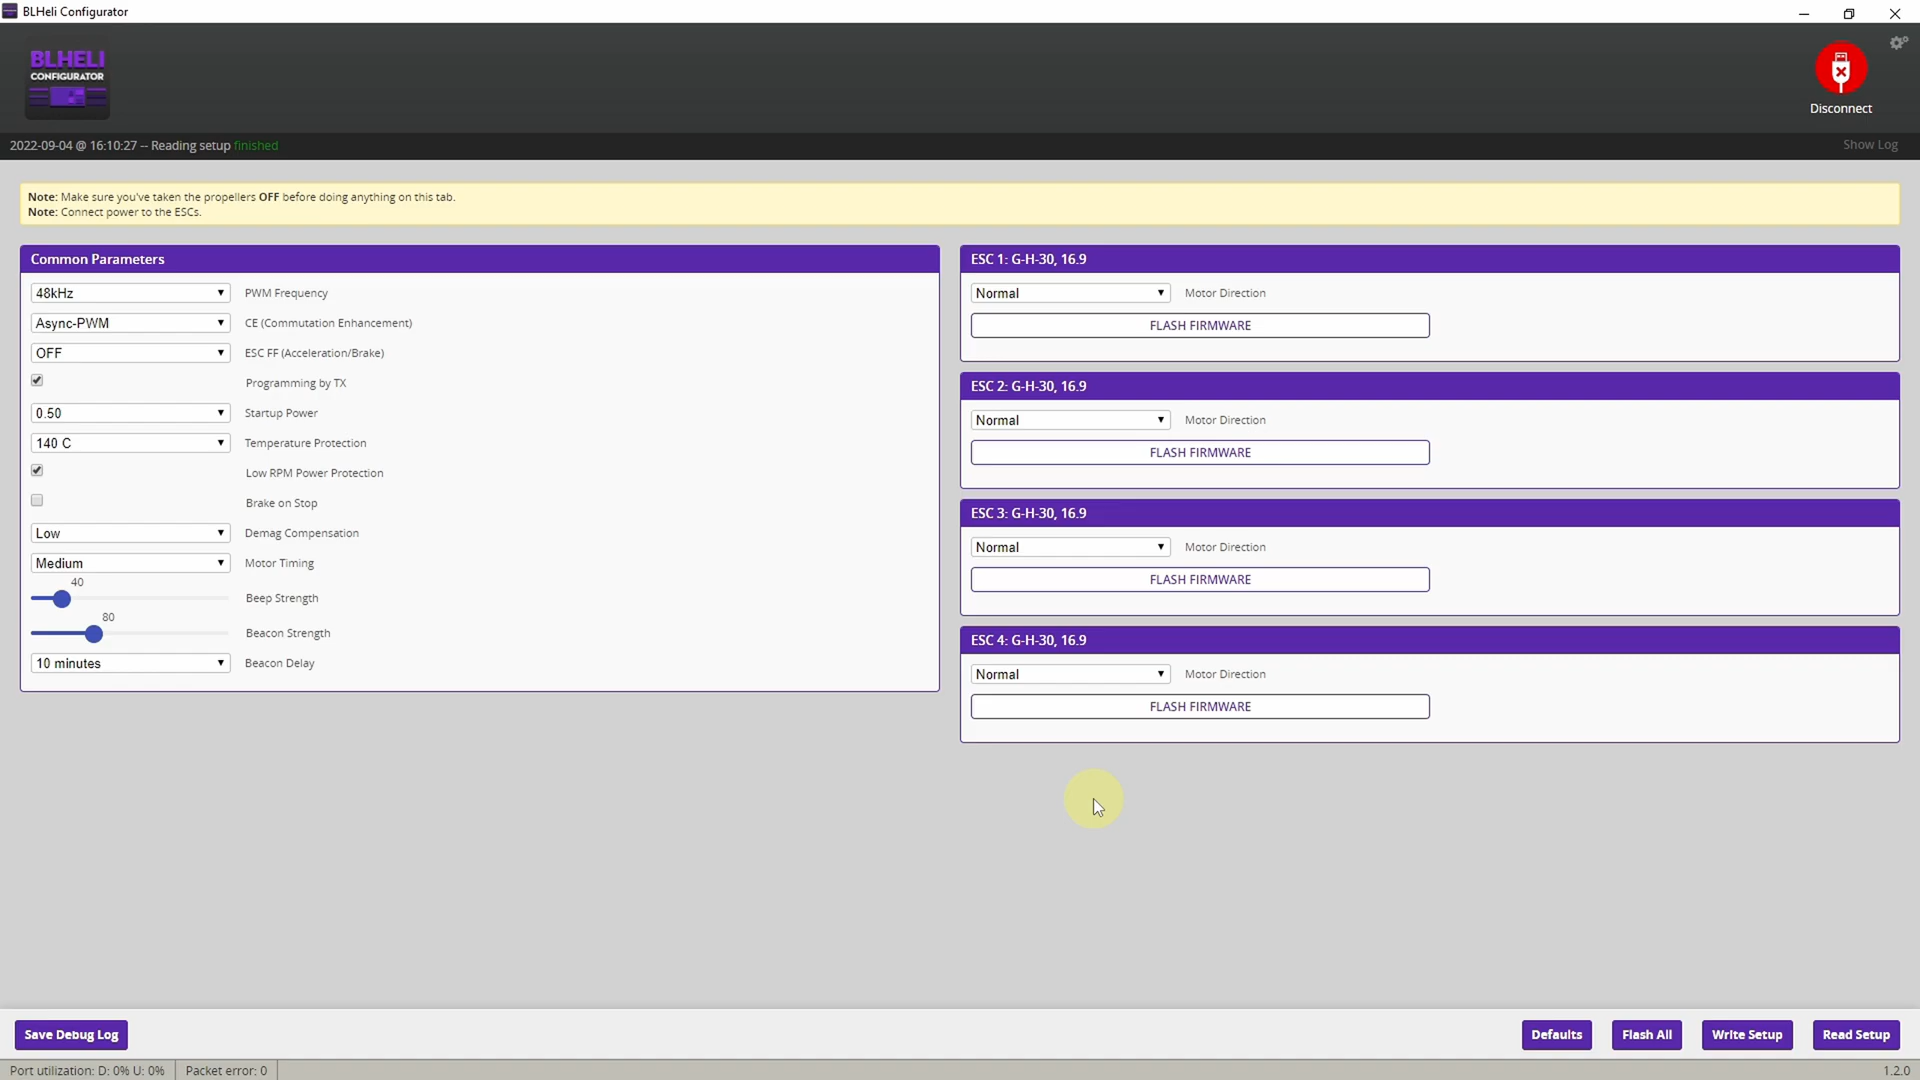 BLHeli Configurator
BLHELI
CONFIGURATOR
Disconnect
2022-09-04 @ 16:10:27 -- Reading setup finished
Show Log
Note: Make sure you've taken the propellers OFF before doing anything on this tab.
Note: Connect power to the ESCs.
Common Parameters
48kHz PWM Frequency
Async-PWM CE (Commutation Enhancement)
OFF ESC FF (Acceleration/Brake)
Programming by TX
0.50 Startup Power
140 C Temperature Protection
Low RPM Power Protection
Brake on Stop
Low Demag Compensation
Medium Motor Timing
40
Beep Strength
80
Beacon Strength
10 minutes Beacon Delay
ESC 1: G-H-30, 16.9
Normal Motor Direction
FLASH FIRMWARE
ESC 2: G-H-30, 16.9
Normal Motor Direction
FLASH FIRMWARE
ESC 3: G-H-30, 16.9
Normal Motor Direction
FLASH FIRMWARE
ESC 4: G-H-30, 16.9
Normal Motor Direction
FLASH FIRMWARE
Save Debug Log
Defaults
Flash All
Write Setup
Read Setup
Port utilization: D: 0% U: 0%
Packet error: 0
1.2.0